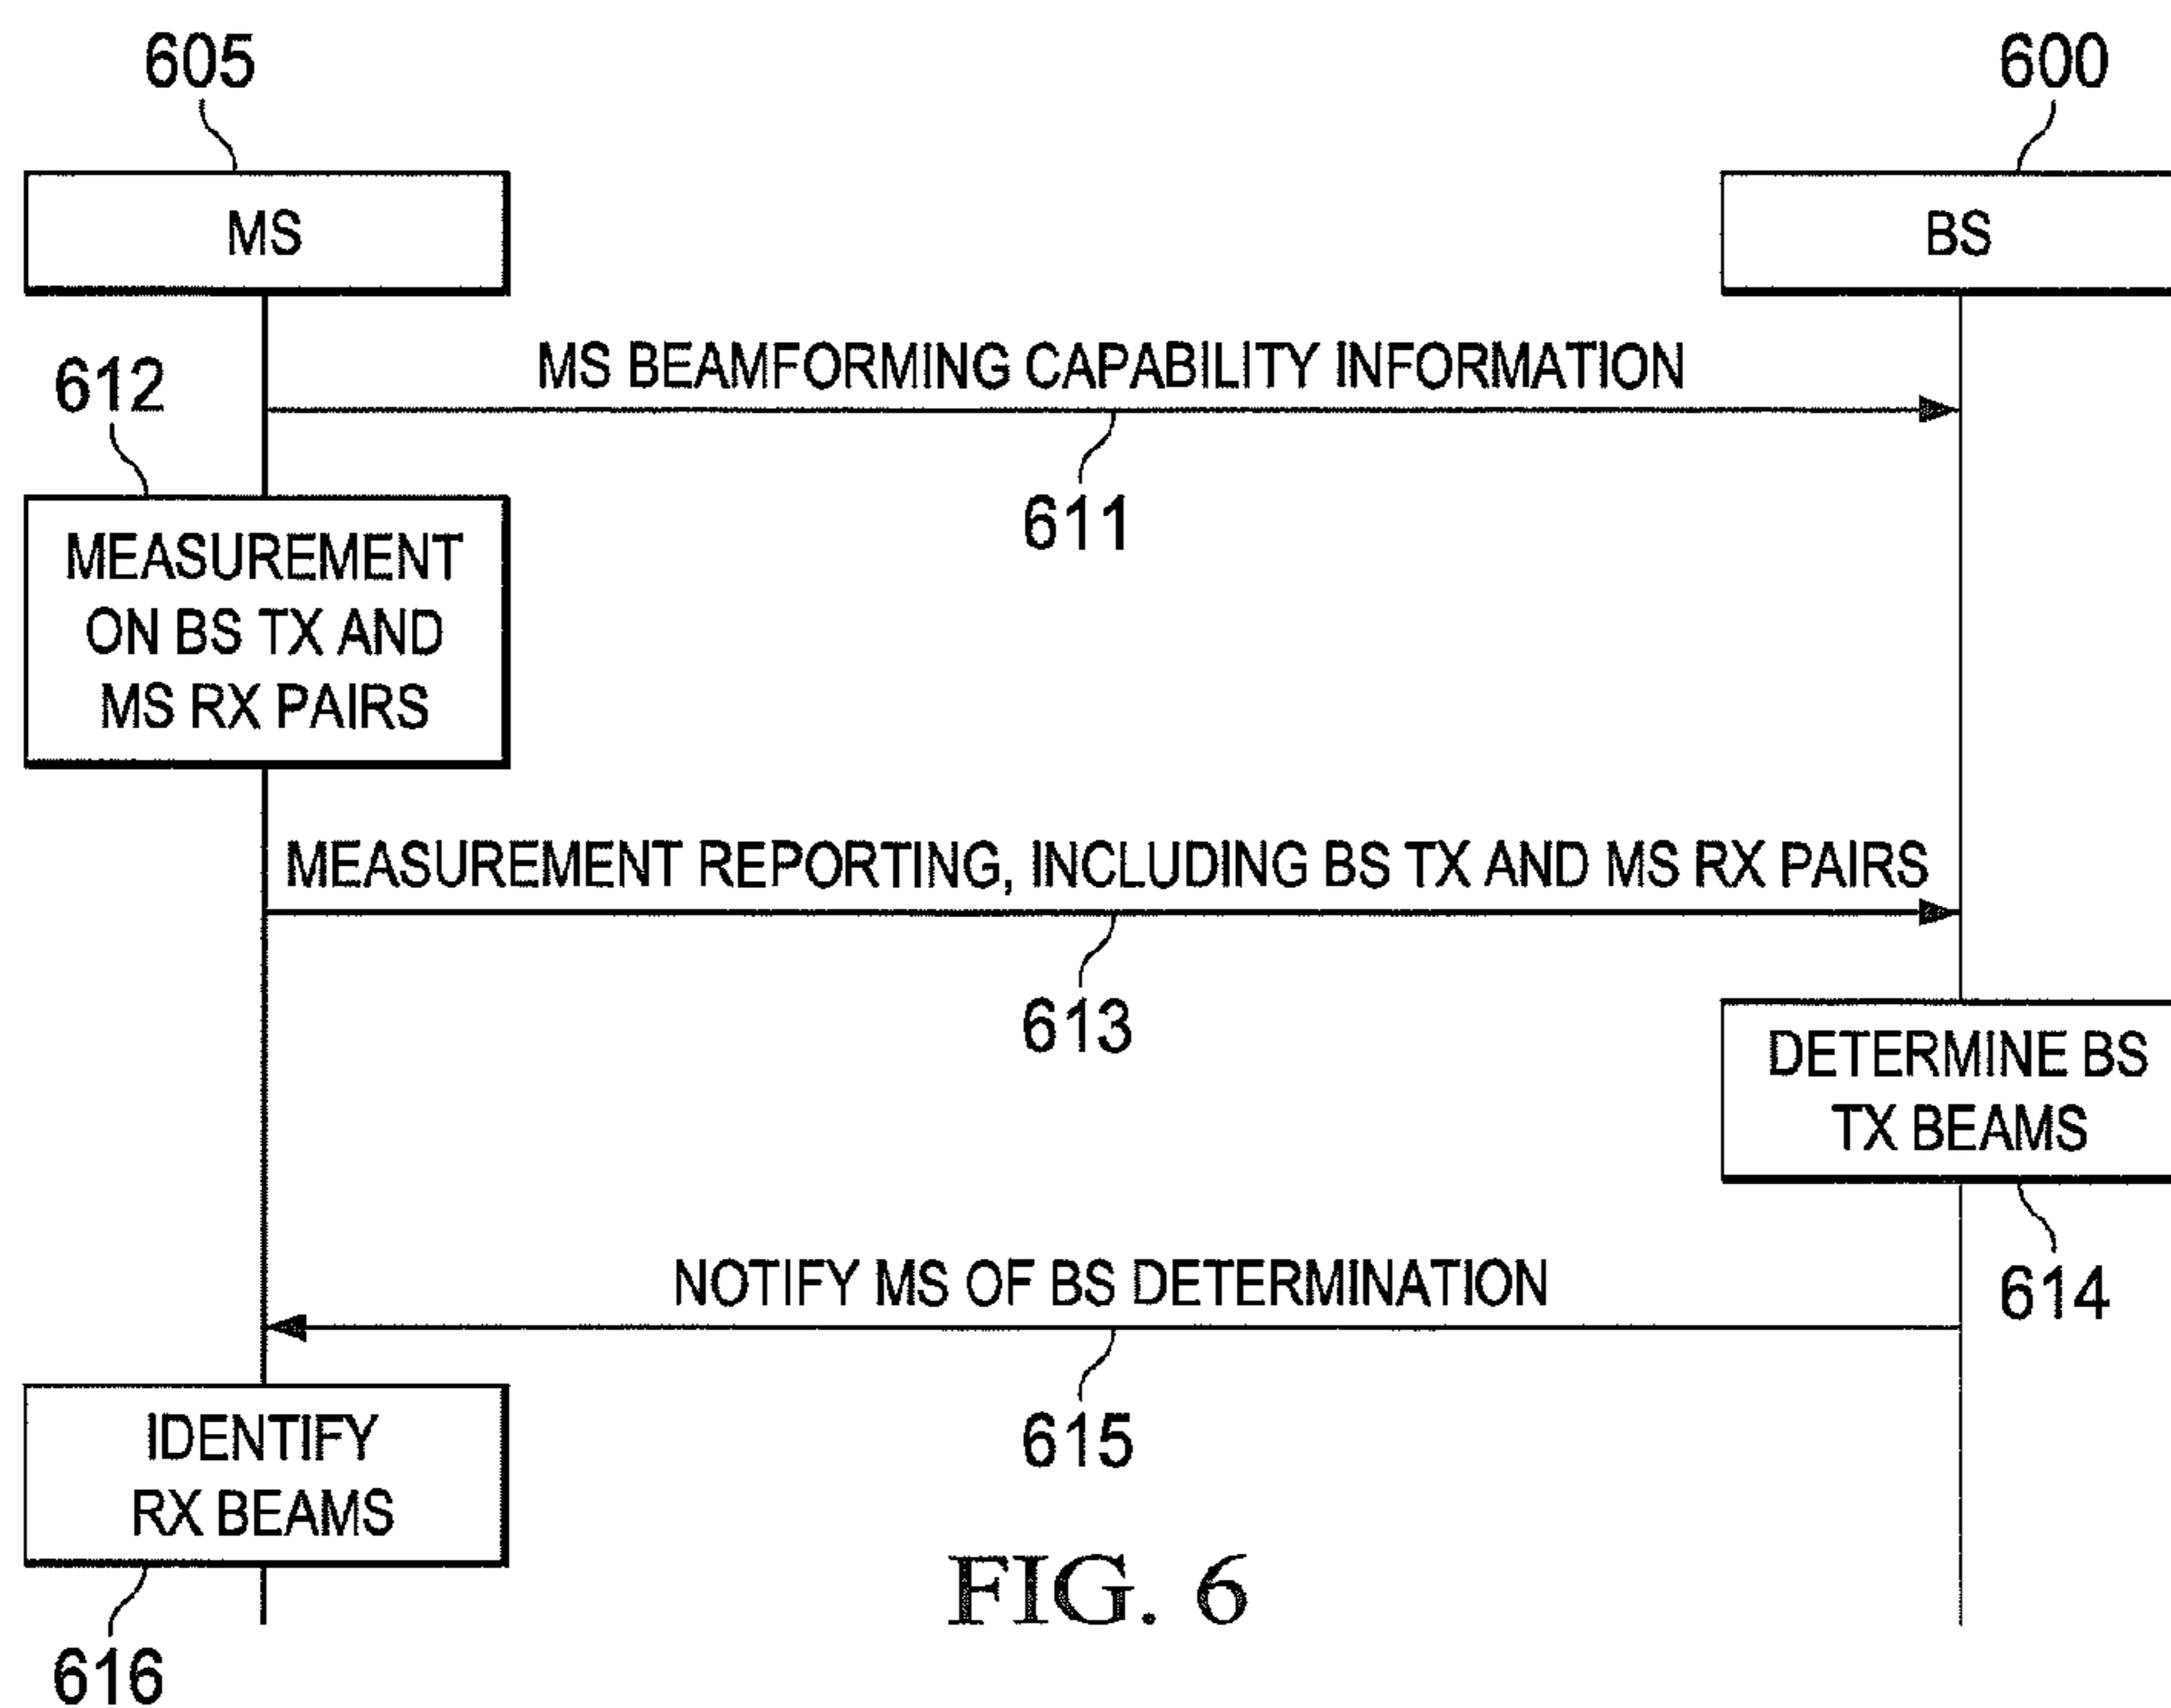 605
600
MS
BS
MS BEAMFORMING CAPABILITY INFORMATION
612
611
MEASUREMENT
ON BS TX AND
MS RX PAIRS
MEASUREMENT REPORTING, INCLUDING BS TX AND MS RX PAIRS
613
DETERMINE BS
TX BEAMS
614
NOTIFY MS OF BS DETERMINATION
615
IDENTIFY
RX BEAMS
616
FIG. 6